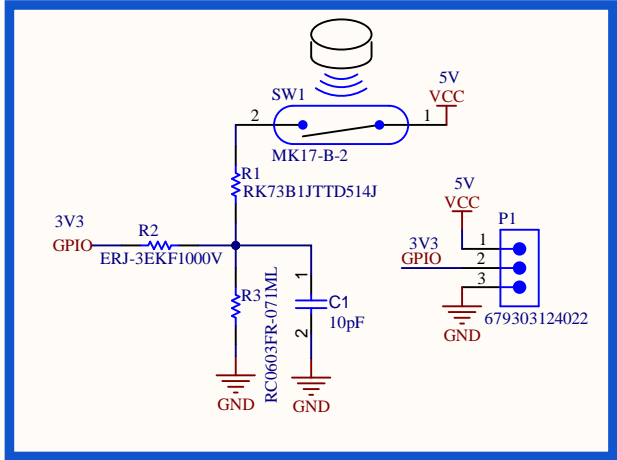 5V
VCC
SW1
2
1
MK17-B-2
R1
RK73B1JTTD514J
3V3
GPIO
R2
ERJ-3EKF1000V
R3
RC0603FR-071ML
1
C1
10pF
2
GND
GND
5V
VCC
P1
3V3
GPIO
1
2
3
679303124022
GND